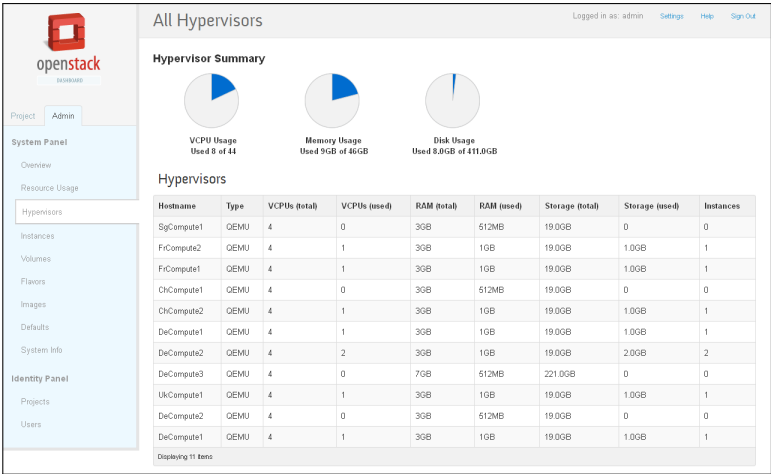 openstack
DASHBOARD
Project Admin
System Panel
Overview
Resource Usage
Hypervisors
Instances
Volumes
Flavors
Images
Defaults
System Info
Identity Panel
Projects
Users
All Hypervisors
Logged in as: admin Settings Help Sign Out
Hypervisor Summary
VCPU Usage
Used 8 of 44
Memory Usage
Used 9GB of 46GB
Disk Usage
Used 8.0GB of 411.0GB
Hypervisors
Hostname Type VCPUs (total) VCPUs (used) RAM (total) RAM (used) Storage (total) Storage (used) Instances
SgCompute1 QEMU 4 0 3GB 512MB 19.0GB 0 0
FrCompute2 QEMU 4 1 3GB 1GB 19.0GB 1.0GB 1
FrCompute1 QEMU 4 1 3GB 1GB 19.0GB 1.0GB 1
ChCompute1 QEMU 4 0 3GB 512MB 19.0GB 0 0
ChCompute2 QEMU 4 1 3GB 1GB 19.0GB 1.0GB 1
DeCompute1 QEMU 4 1 3GB 1GB 19.0GB 1.0GB 1
DeCompute2 QEMU 4 2 3GB 1GB 19.0GB 2.0GB 2
DeCompute3 QEMU 4 0 7GB 512MB 221.0GB 0 0
UkCompute1 QEMU 4 1 3GB 1GB 19.0GB 1.0GB 1
DeCompute2 QEMU 4 0 3GB 512MB 19.0GB 0 0
DeCompute1 QEMU 4 1 3GB 1GB 19.0GB 1.0GB 1
Displaying 11 items